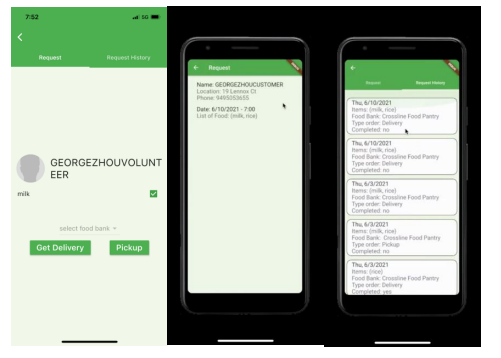 7:52
5G
Request
Request History
GEORGEZHOUVOLUNT
EER
milk
select food bank
Get Delivery
Pickup
Request
Name: GEORGEZHOUCUSTOMER
Location: 19 Lennox Ct
Phone: 9495053655
Date: 6/10/2021 - 7:00
List of Food: (milk, rice)
Request
Request History
Thu, 6/10/2021
Items: (milk, rice)
Food Bank: Crossline Food Pantry
Type order: Delivery
Completed: no
Thu, 6/10/2021
Items: (milk, rice)
Food Bank: Crossline Food Pantry
Type order: Delivery
Completed: no
Thu, 6/3/2021
Items: (milk, rice)
Food Bank: Crossline Food Pantry
Type order: Delivery
Completed: no
Thu, 6/3/2021
Items: (milk, rice)
Food Bank: Crossline Food Pantry
Type order: Pickup
Completed: no
Thu, 6/3/2021
Items: (rice)
Food Bank: Crossline Food Pantry
Type order: Delivery
Completed: yes